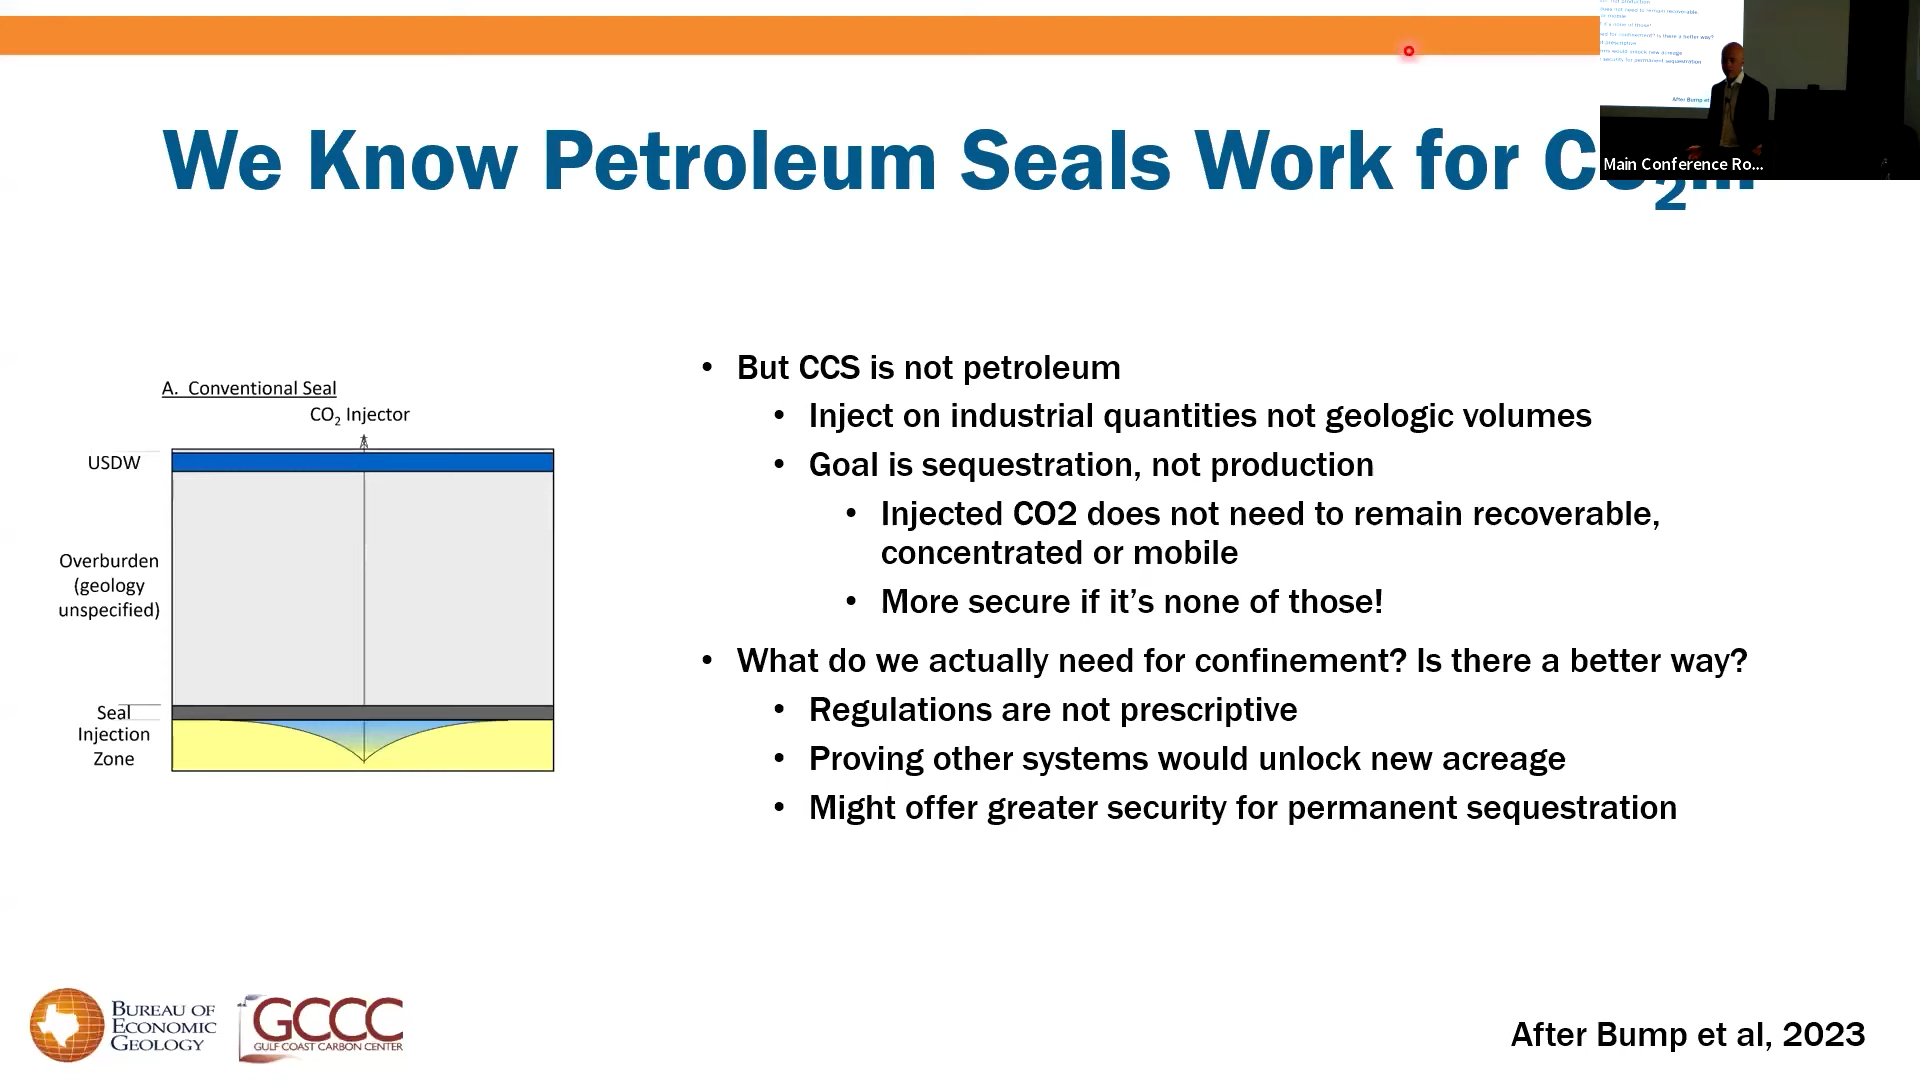 We Know Petroleum Seals Work for CO2...
Main Conference Ro...
A. Conventional Seal
CO2 Injector
USDW
Overburden
(geology
unspecified)
Seal
Injection
Zone
• But CCS is not petroleum
• Inject on industrial quantities not geologic volumes
• Goal is sequestration, not production
• Injected CO2 does not need to remain recoverable,
concentrated or mobile
• More secure if it’s none of those!
• What do we actually need for confinement? Is there a better way?
• Regulations are not prescriptive
• Proving other systems would unlock new acreage
• Might offer greater security for permanent sequestration
BUREAU OF
ECONOMIC
GEOLOGY
GCCC
GULF COAST CARBON CENTER
After Bump et al, 2023